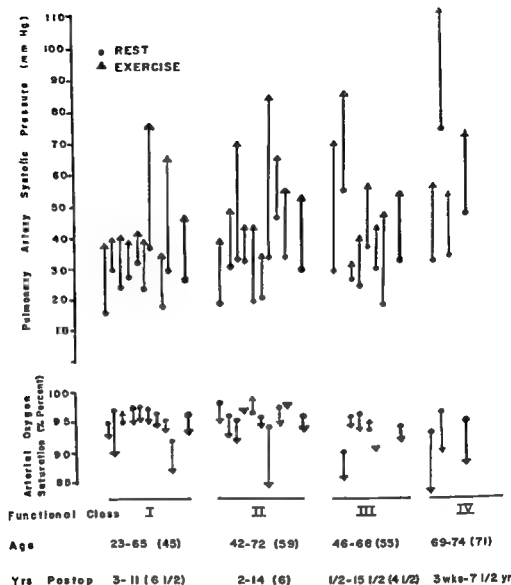 Pulmonary Artery Systolic Pressure (mm Hg)
110
100
90
80
70
60
50
40
30
20
10
REST
EXERCISE
Arterial Oxygen
Saturation (% Percent)
100
95
90
85
Functional Class I II III IV
Age 23-65 (45) 42-72 (59) 46-68 (55) 69-74 (71)
Yrs Postop 3-11 (6 1/2) 2-14 (6) 1/2-15 1/2 (4 1/2) 3wks-7 1/2 yr